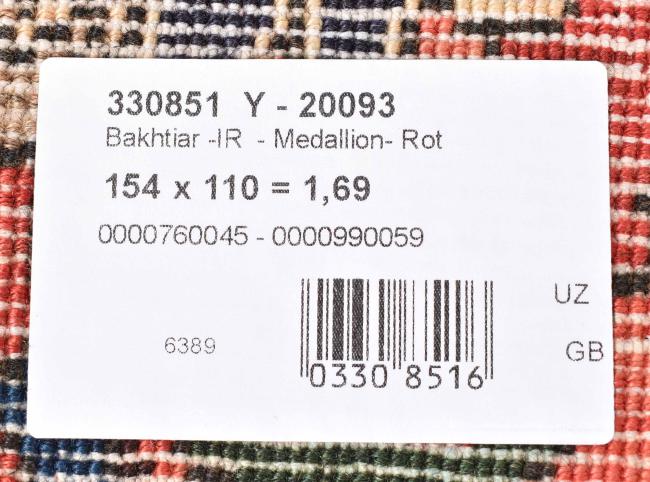 330851 Y - 20093
Bakhtiar -IR - Medallion- Rot
154 x 110 = 1,69
0000760045 - 0000990059
UZ
6389
GB
0330 8516